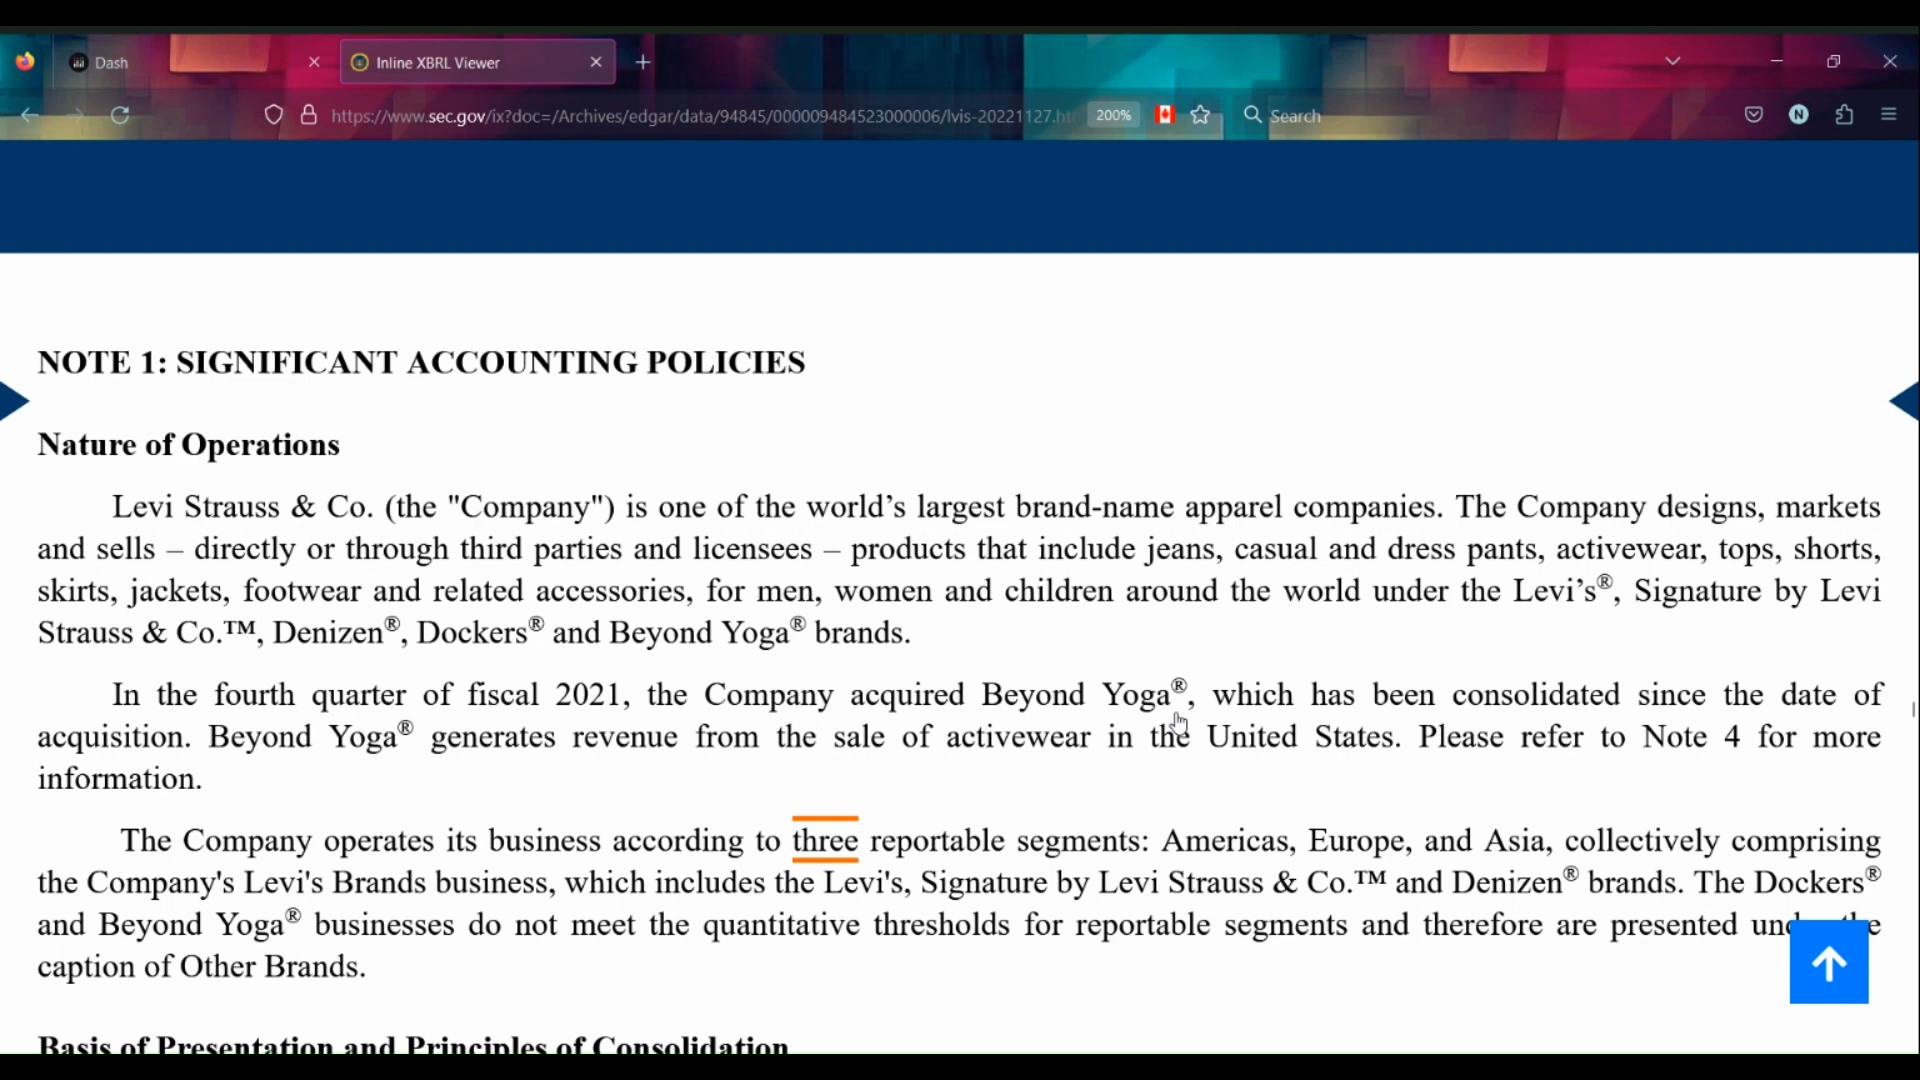 Dash
Inline XBRL Viewer
https://www.sec.gov/ix?doc=/Archives/edgar/data/94845/000009484523000006/lvis-20221127.ht
200%
Search
N
NOTE 1: SIGNIFICANT ACCOUNTING POLICIES
Nature of Operations
Levi Strauss & Co. (the "Company") is one of the world’s largest brand-name apparel companies. The Company designs, markets
and sells – directly or through third parties and licensees – products that include jeans, casual and dress pants, activewear, tops, shorts,
skirts, jackets, footwear and related accessories, for men, women and children around the world under the Levi’s®, Signature by Levi
Strauss & Co.™, Denizen®, Dockers® and Beyond Yoga® brands.
In the fourth quarter of fiscal 2021, the Company acquired Beyond Yoga®, which has been consolidated since the date of
acquisition. Beyond Yoga® generates revenue from the sale of activewear in the United States. Please refer to Note 4 for more
information.
The Company operates its business according to three reportable segments: Americas, Europe, and Asia, collectively comprising
the Company's Levi's Brands business, which includes the Levi's, Signature by Levi Strauss & Co.™ and Denizen® brands. The Dockers®
and Beyond Yoga® businesses do not meet the quantitative thresholds for reportable segments and therefore are presented under the
caption of Other Brands.
Basis of Presentation and Principles of Consolidation